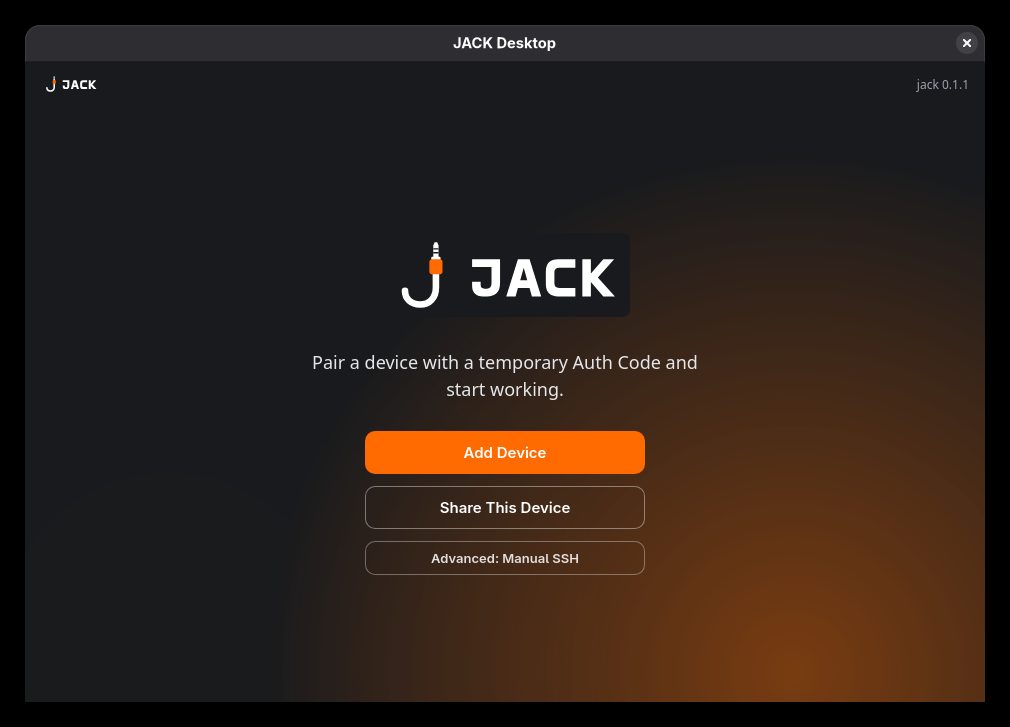 JACK Desktop
JACK
jack 0.1.1
JACK
Pair a device with a temporary Auth Code and
start working.
Add Device
Share This Device
Advanced: Manual SSH